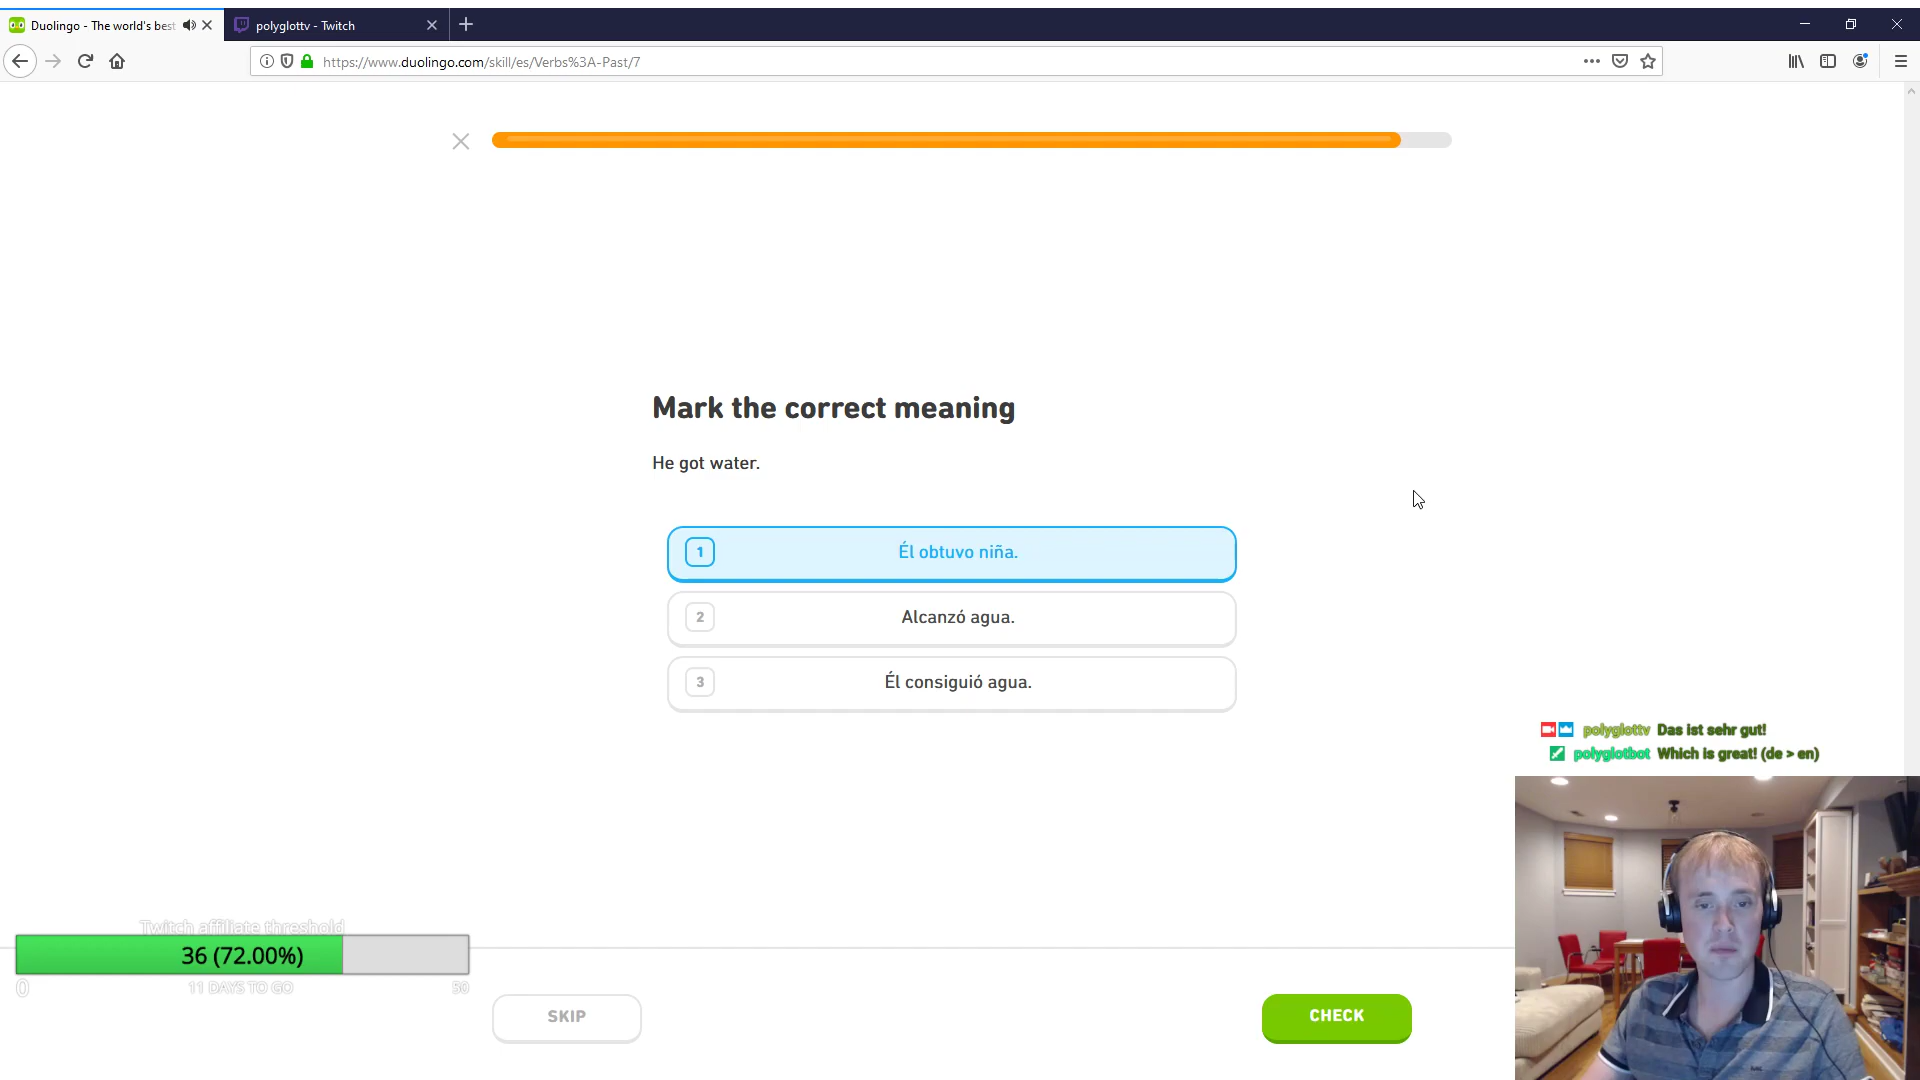 Duolingo - The world's best
polyglottv - Twitch
https://www.duolingo.com/skill/es/Verbs%3A-Past/7
Mark the correct meaning
He got water.
1 Él obtuvo niña.
2 Alcanzó agua.
3 Él consiguió agua.
polyglottv Das ist sehr gut!
polyglotbot Which is great! (de > en)
Twitch affiliate threshold
36 (72.00%)
0 11 DAYS TO GO 50
SKIP
CHECK